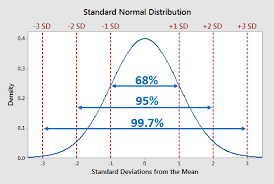 Standard Normal Distribution
-3 SD -2 SD -1 SD +1 SD +2 SD +3 SD
0.4
0.3
0.2
0.1
0.0
Density
68%
95%
99.7%
-3 -2 -1 0 1 2 3
Standard Deviations from the Mean